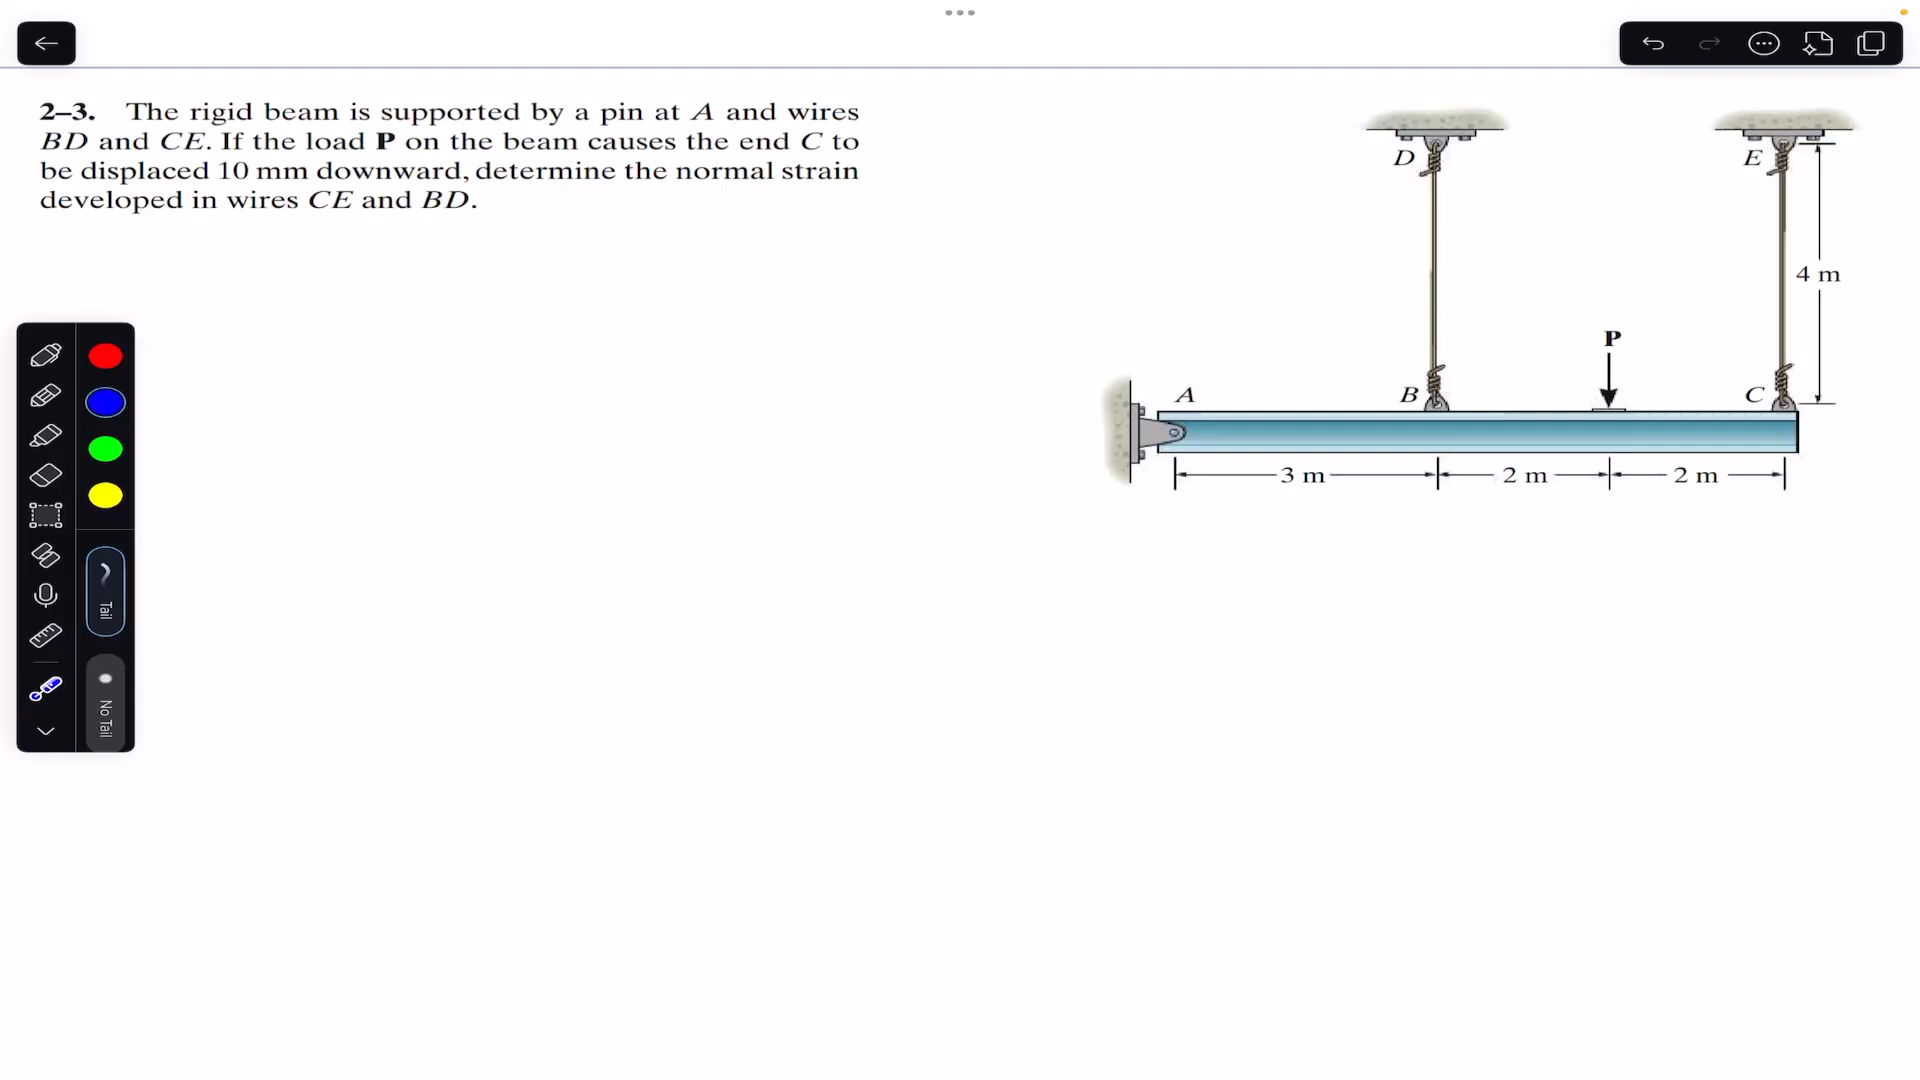 2–3. The rigid beam is supported by a pin at A and wires
BD and CE. If the load P on the beam causes the end C to
be displaced 10 mm downward, determine the normal strain
developed in wires CE and BD.
D
E
4 m
P
A
B
C
3 m
2 m
2 m
Tail
No Tail